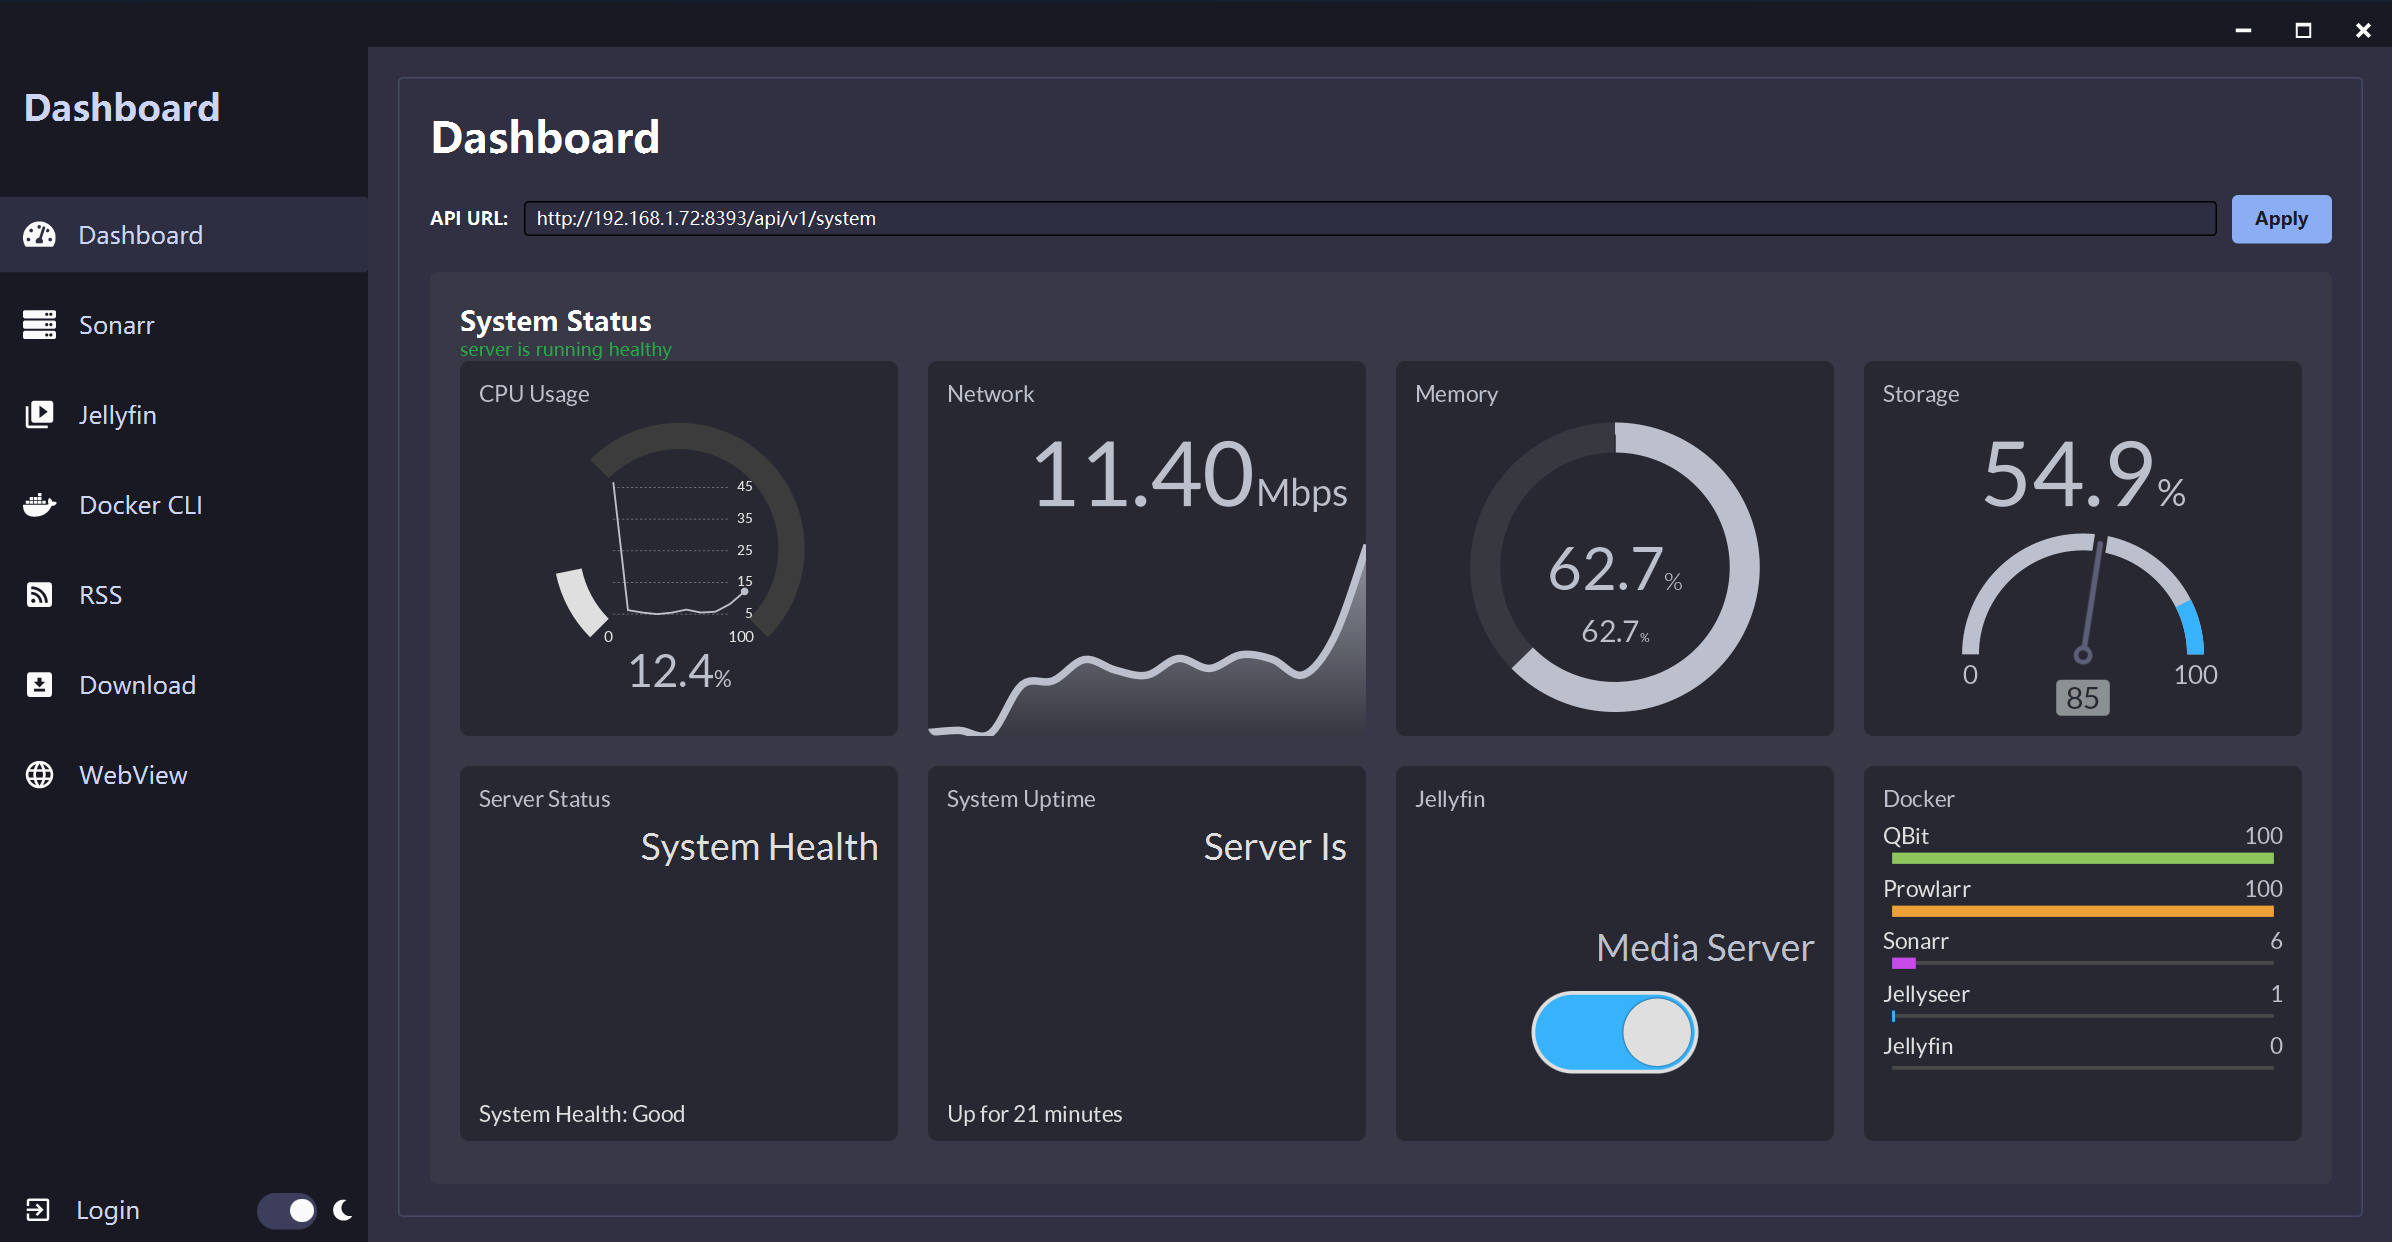 Dashboard
Dashboard
Sonarr
Jellyfin
Docker CLI
RSS
Download
WebView
Login
Dashboard
API URL: http://192.168.1.72:8393/api/v1/system Apply
System Status
server is running healthy
CPU Usage
45
35
25
15
5
0 100
12.4%
Network
11.40Mbps
Memory
62.7%
62.7%
Storage
54.9%
0 100
85
Server Status
System Health
System Health: Good
System Uptime
Server Is
Up for 21 minutes
Jellyfin
Media Server
Docker
QBit 100
Prowlarr 100
Sonarr 6
Jellyseer 1
Jellyfin 0